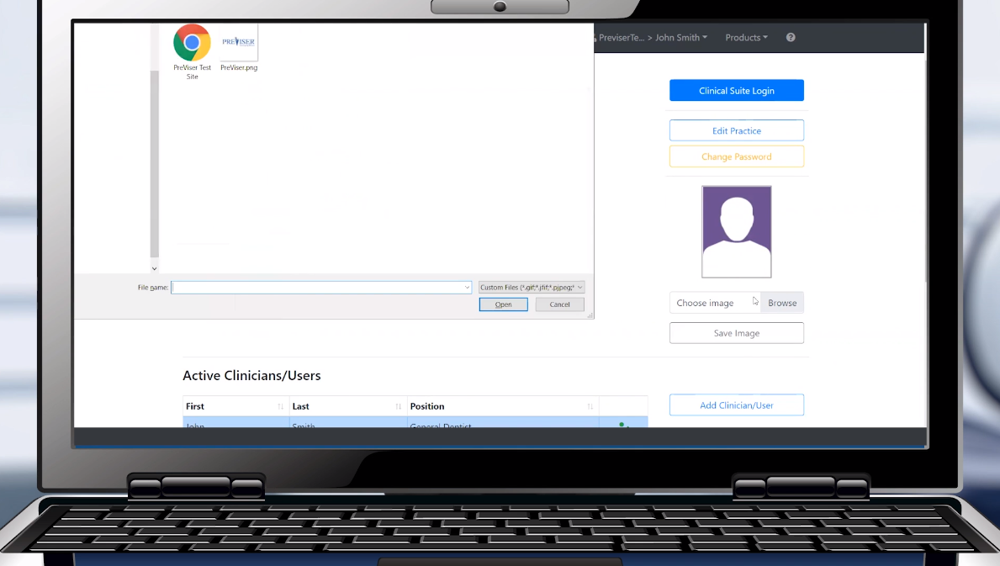 PREVISER
PreViser Test
Site
PreViser.png
File name:
Custom Files (*.gif;*.jfif;*.pjpeg;*
Open
Cancel
PreviserTe... > John Smith
Products
?
Clinical Suite Login
Edit Practice
Change Password
Choose image
Browse
Save Image
Active Clinicians/Users
First Last Position
John Smith General Dentist
Add Clinician/User